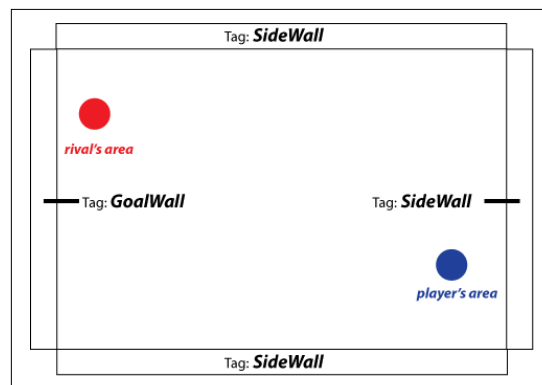 Tag: SideWall
rival's area
Tag: GoalWall
Tag: SideWall
player's area
Tag: SideWall